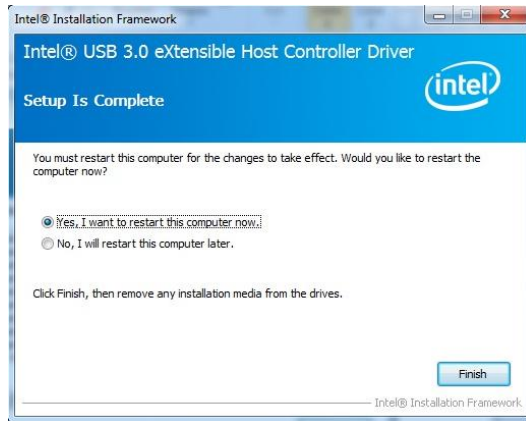 Intel® Installation Framework
Intel® USB 3.0 eXtensible Host Controller Driver
Setup Is Complete
intel
You must restart this computer for the changes to take effect. Would you like to restart the
computer now?
Yes, I want to restart this computer now.
No, I will restart this computer later.
Click Finish, then remove any installation media from the drives.
Finish
Intel® Installation Framework